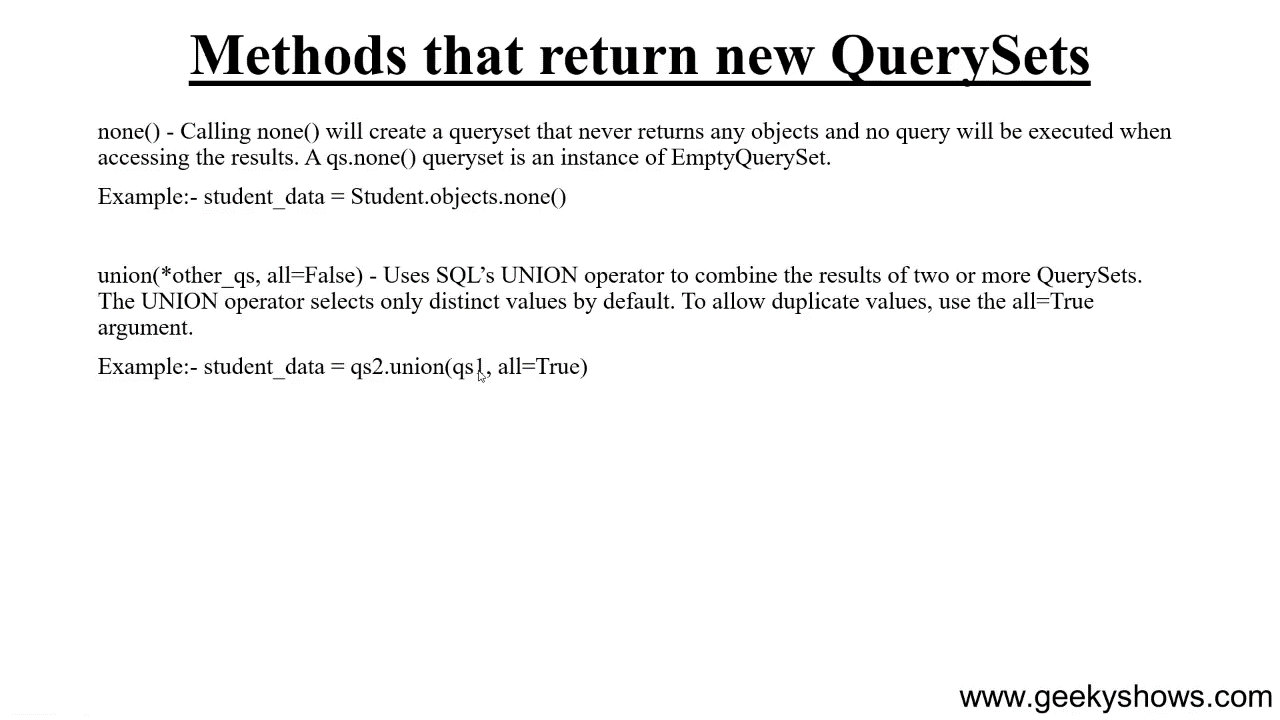 Methods that return new QuerySets
none() - Calling none() will create a queryset that never returns any objects and no query will be executed when
accessing the results. A qs.none() queryset is an instance of EmptyQuerySet.
Example:- student_data = Student.objects.none()
union(*other_qs, all=False) - Uses SQL’s UNION operator to combine the results of two or more QuerySets.
The UNION operator selects only distinct values by default. To allow duplicate values, use the all=True
argument.
Example:- student_data = qs2.union(qs1, all=True)
www.geekyshows.com